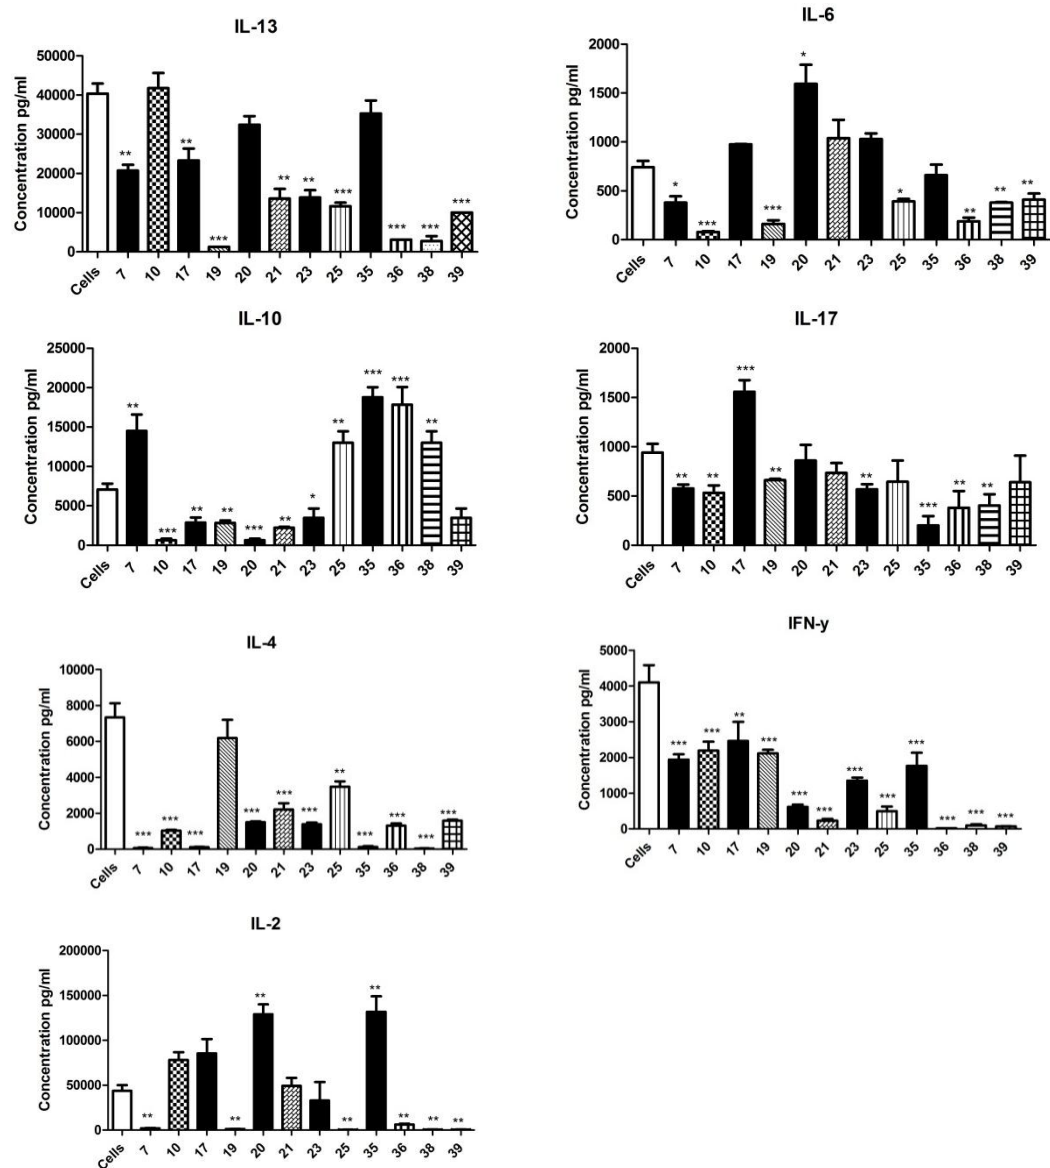 IL-13
Concentration pg/ml
50000
40000
30000
20000
10000
0
** ** *** ** ** *** *** *** ***
Cells 7 10 17 19 20 21 23 25 35 36 38 39
IL-6
Concentration pg/ml
2000
1500
1000
500
0
* *** *** * * ** ** **
Cells 7 10 17 19 20 21 23 25 35 36 38 39
IL-10
Concentration pg/ml
25000
20000
15000
10000
5000
0
** *** ** ** *** ** * ** *** *** **
Cells 7 10 17 19 20 21 23 25 35 36 38 39
IL-17
Concentration pg/ml
2000
1500
1000
500
0
** ** *** ** ** *** ** **
Cells 7 10 17 19 20 21 23 25 35 36 38 39
IL-4
Concentration pg/ml
10000
8000
6000
4000
2000
0
*** *** *** *** *** *** ** *** *** *** ***
Cells 7 10 17 19 20 21 23 25 35 36 38 39
IFN-y
Concentration pg/ml
5000
4000
3000
2000
1000
0
*** *** ** *** *** *** *** *** *** *** *** ***
Cells 7 10 17 19 20 21 23 25 35 36 38 39
IL-2
Concentration pg/ml
200000
150000
100000
50000
0
** ** ** ** ** ** ** **
Cells 7 10 17 19 20 21 23 25 35 36 38 39